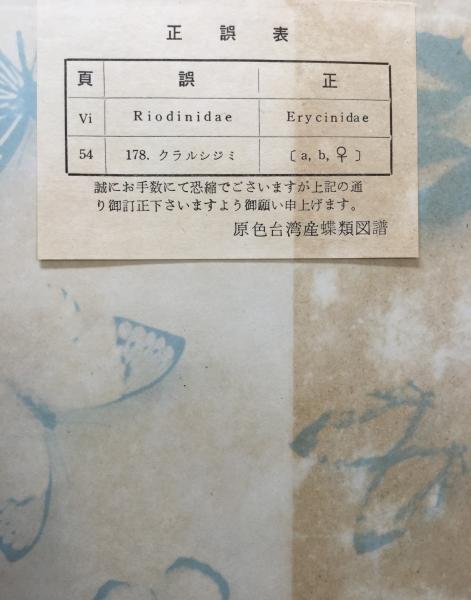 正誤表
頁 誤 正
Vi Riodinidae Erycinidae
54 178. クラルシジミ 〔a, b, ♀〕
誠にお手数にて恐縮でございますが上記の通
り御訂正下さいますよう御願い申上げます。
原色台湾産蝶類図譜